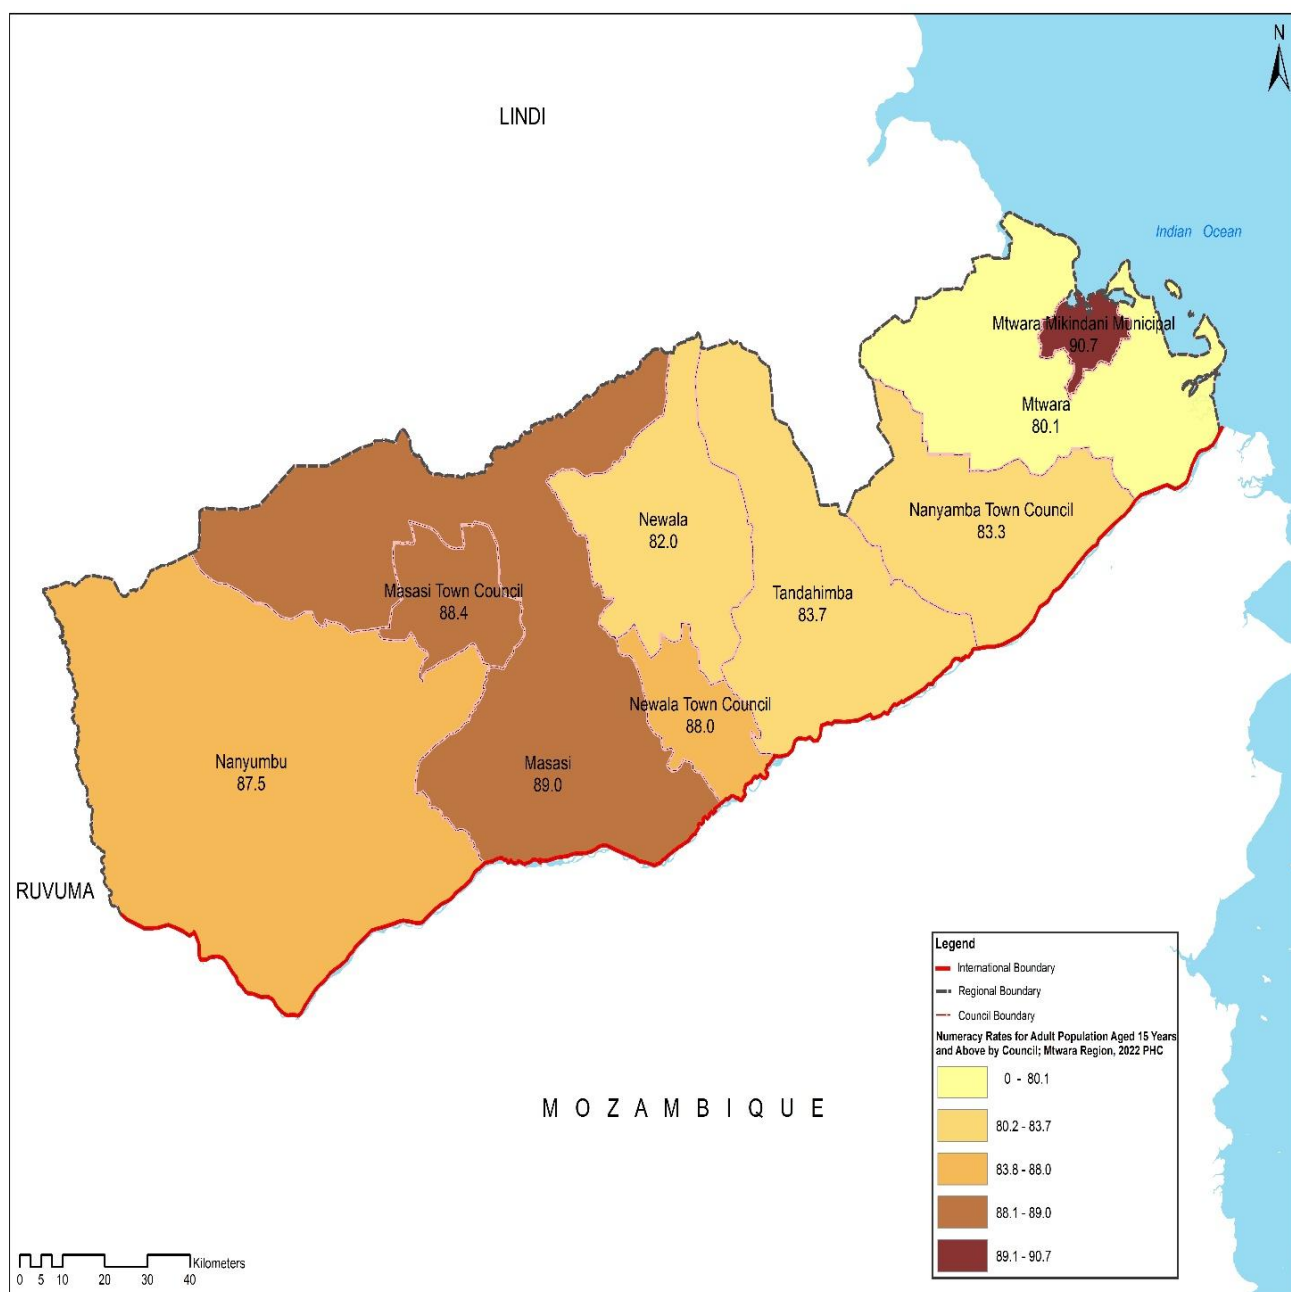 N
LINDI
Indian Ocean
Mtwara Mikindani Municipal
90.7
Mtwara
80.1
Nanyamba Town Council
83.3
Newala
82.0
Masasi Town Council
88.4
Tandahimba
83.7
Newala Town Council
88.0
Nanyumbu
87.5
Masasi
89.0
RUVUMA
MOZAMBIQUE
Legend
International Boundary
Regional Boundary
Council Boundary
Numeracy Rates for Adult Population Aged 15 Years
and Above by Council; Mtwara Region, 2022 PHC
0 - 80.1
80.2 - 83.7
83.8 - 88.0
88.1 - 89.0
89.1 - 90.7
Kilometers
0 5 10 20 30 40